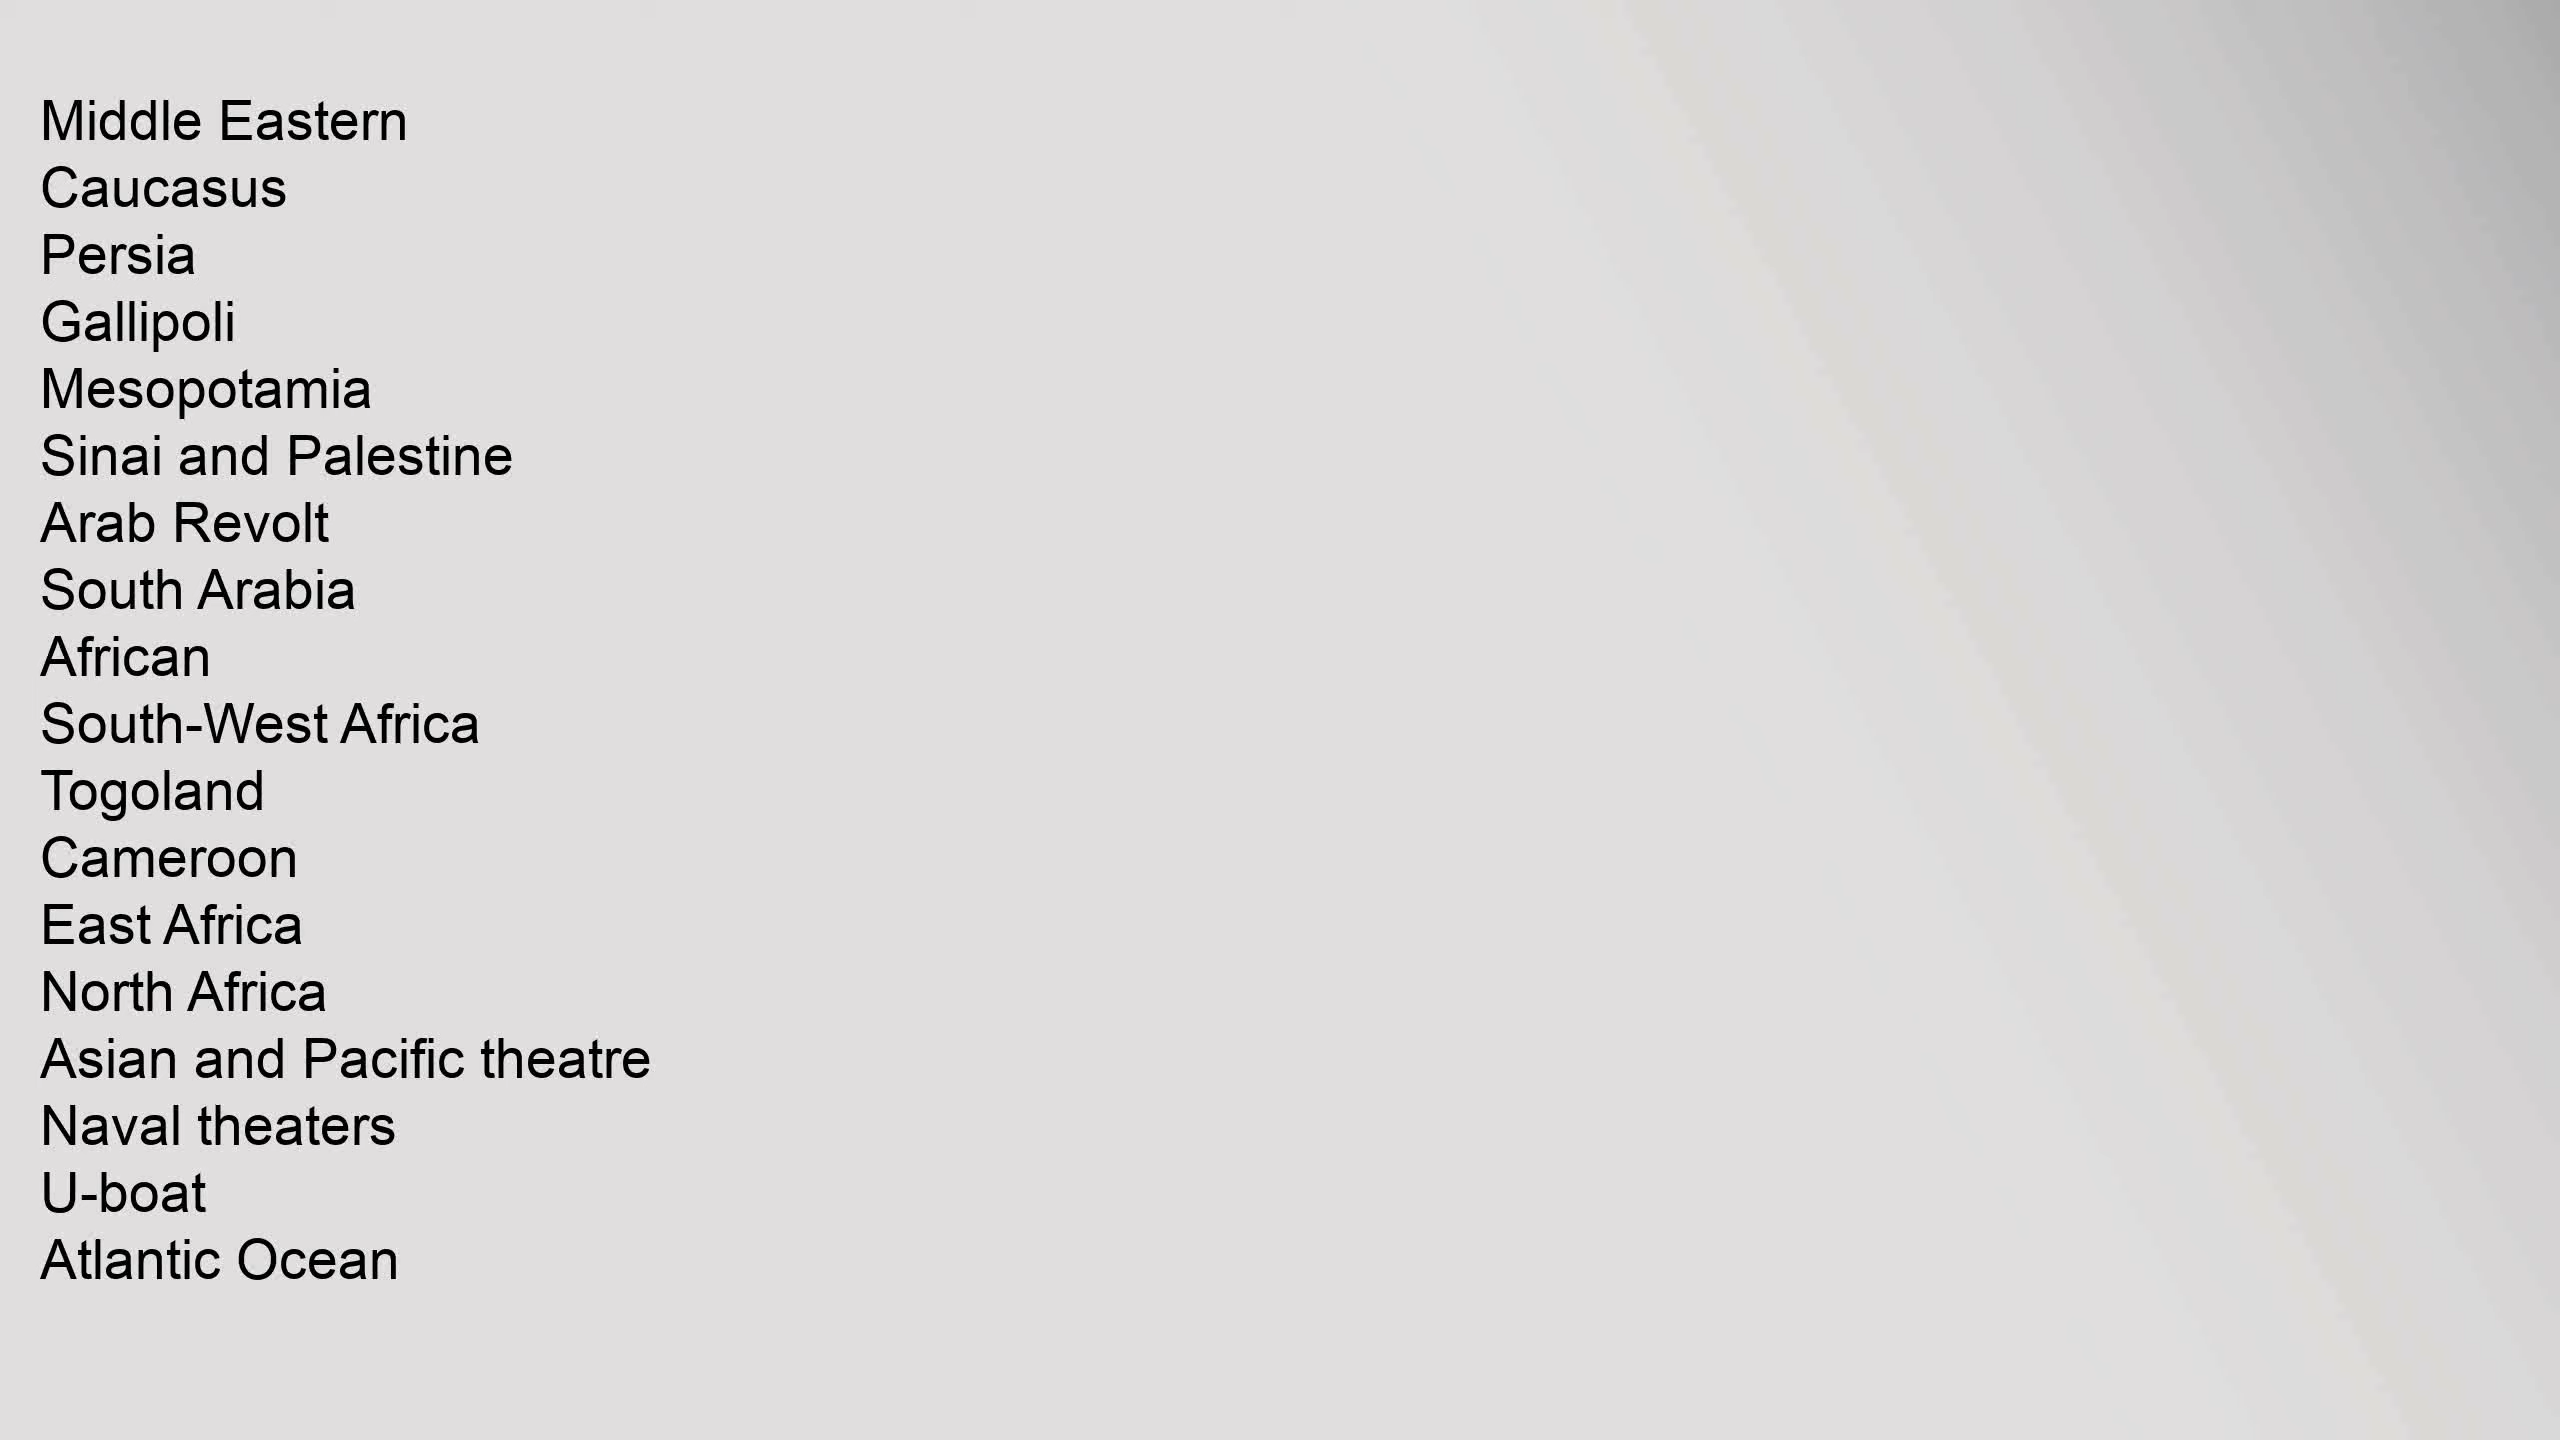 Middle Eastern
Caucasus
Persia
Gallipoli
Mesopotamia
Sinai and Palestine
Arab Revolt
South Arabia
African
South-West Africa
Togoland
Cameroon
East Africa
North Africa
Asian and Pacific theatre
Naval theaters
U-boat
Atlantic Ocean